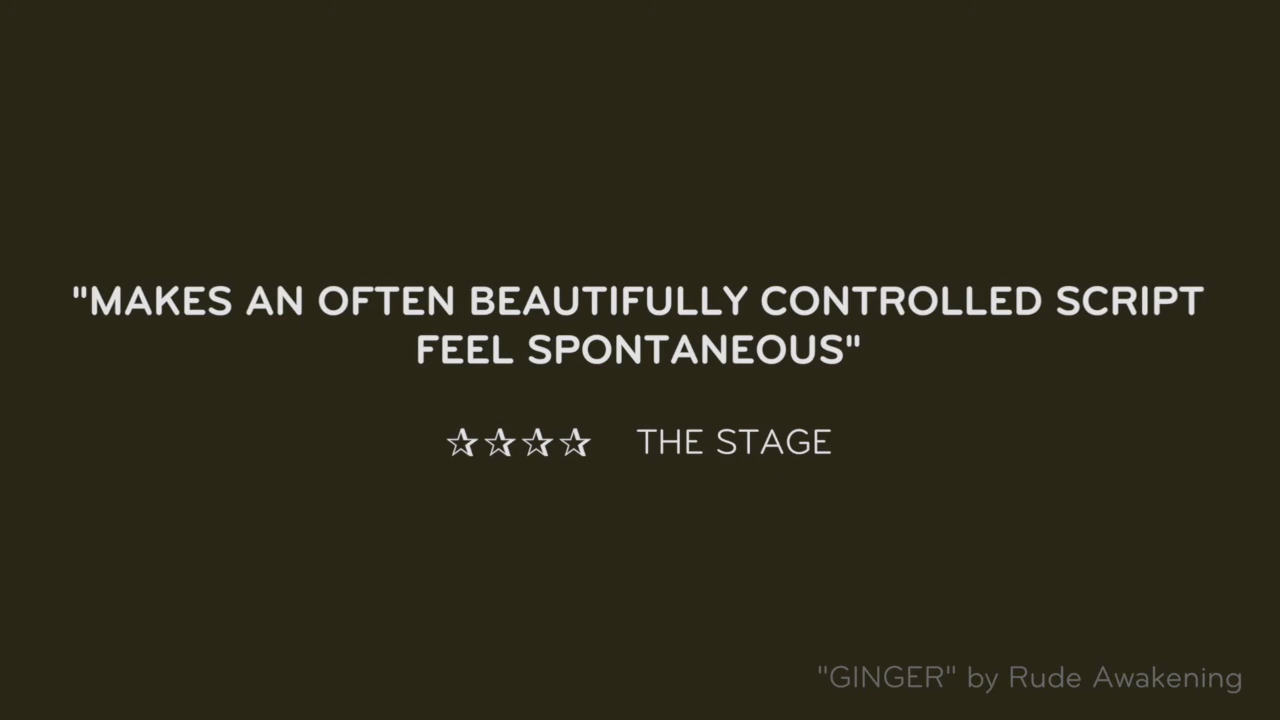 "MAKES AN OFTEN BEAUTIFULLY CONTROLLED SCRIPT
FEEL SPONTANEOUS"
☆☆☆☆ THE STAGE
"GINGER" by Rude Awakening